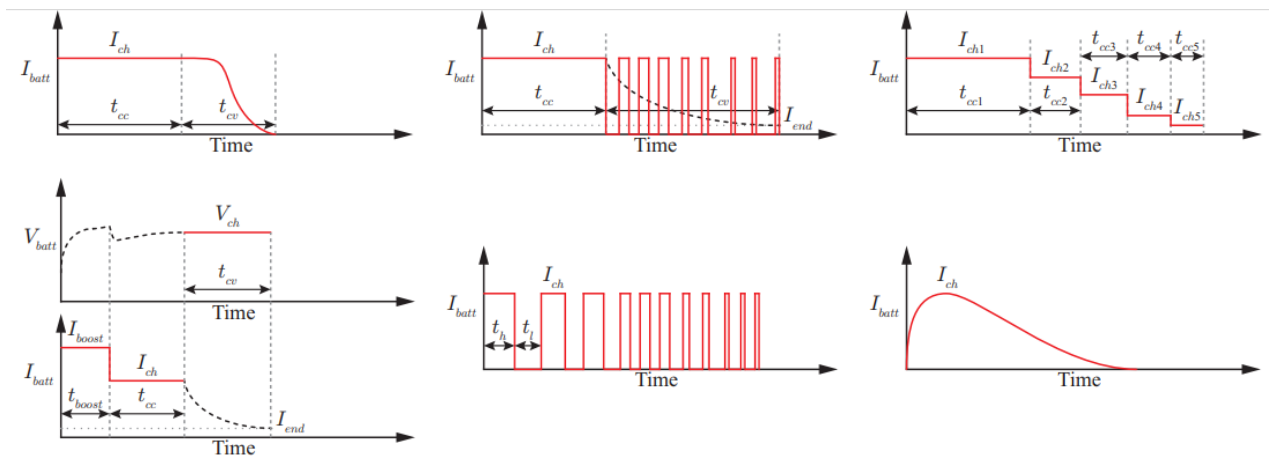 I_ch
I_batt
t_cc
t_cv
Time
I_ch
I_batt
t_cc
t_cv
I_end
Time
I_ch1
I_batt
I_ch2
t_cc3
t_cc4
t_cc5
I_ch3
t_cc1
t_cc2
I_ch4
I_ch5
Time
V_ch
V_batt
t_cv
Time
I_boost
I_ch
I_batt
t_boost
t_cc
I_end
Time
I_ch
I_batt
t_h
t_l
Time
I_ch
I_batt
Time